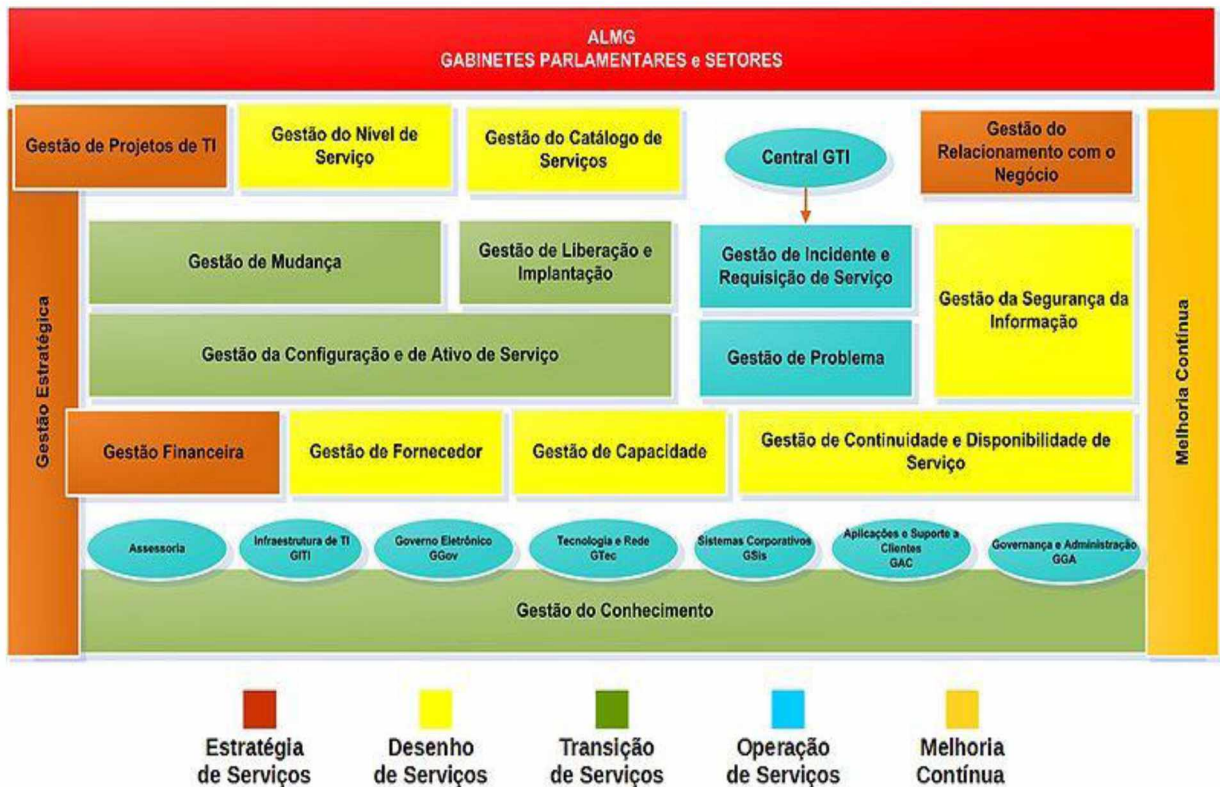 ALMG
GABINETES PARLAMENTARES e SETORES
Gestão de Projetos de TI
Gestão do Nível de
Serviço
Gestão do Catálogo de
Serviços
Central GTI
Gestão do
Relacionamento com o
Negócio
Gestão de Mudança
Gestão de Liberação e
Implantação
Gestão de Incidente e
Requisição de Serviço
Gestão da Segurança da
Informação
Gestão da Configuração e de Ativo de Serviço
Gestão de Problema
Gestão Estratégica
Melhoria Contínua
Gestão Financeira
Gestão de Fornecedor
Gestão de Capacidade
Gestão de Continuidade e Disponibilidade de
Serviço
Assessoria
Infraestrutura de TI
GITI
Governo Eletrônico
GGov
Tecnologia e Rede
GTec
Sistemas Corporativos
GSis
Aplicações e Suporte a
Clientes
GAC
Governança e Administração
GGA
Gestão do Conhecimento
Estratégia
de Serviços
Desenho
de Serviços
Transição
de Serviços
Operação
de Serviços
Melhoria
Contínua